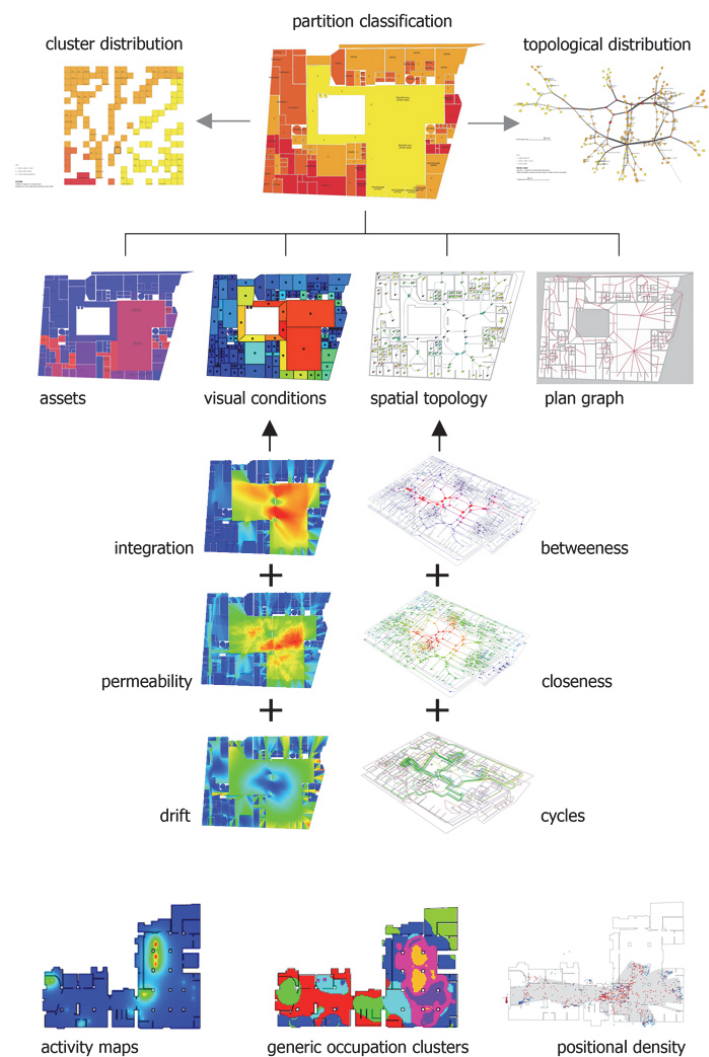 partition classification
cluster distribution
topological distribution
assets
visual conditions
spatial topology
plan graph
integration
betweeness
permeability
closeness
drift
cycles
activity maps
generic occupation clusters
positional density